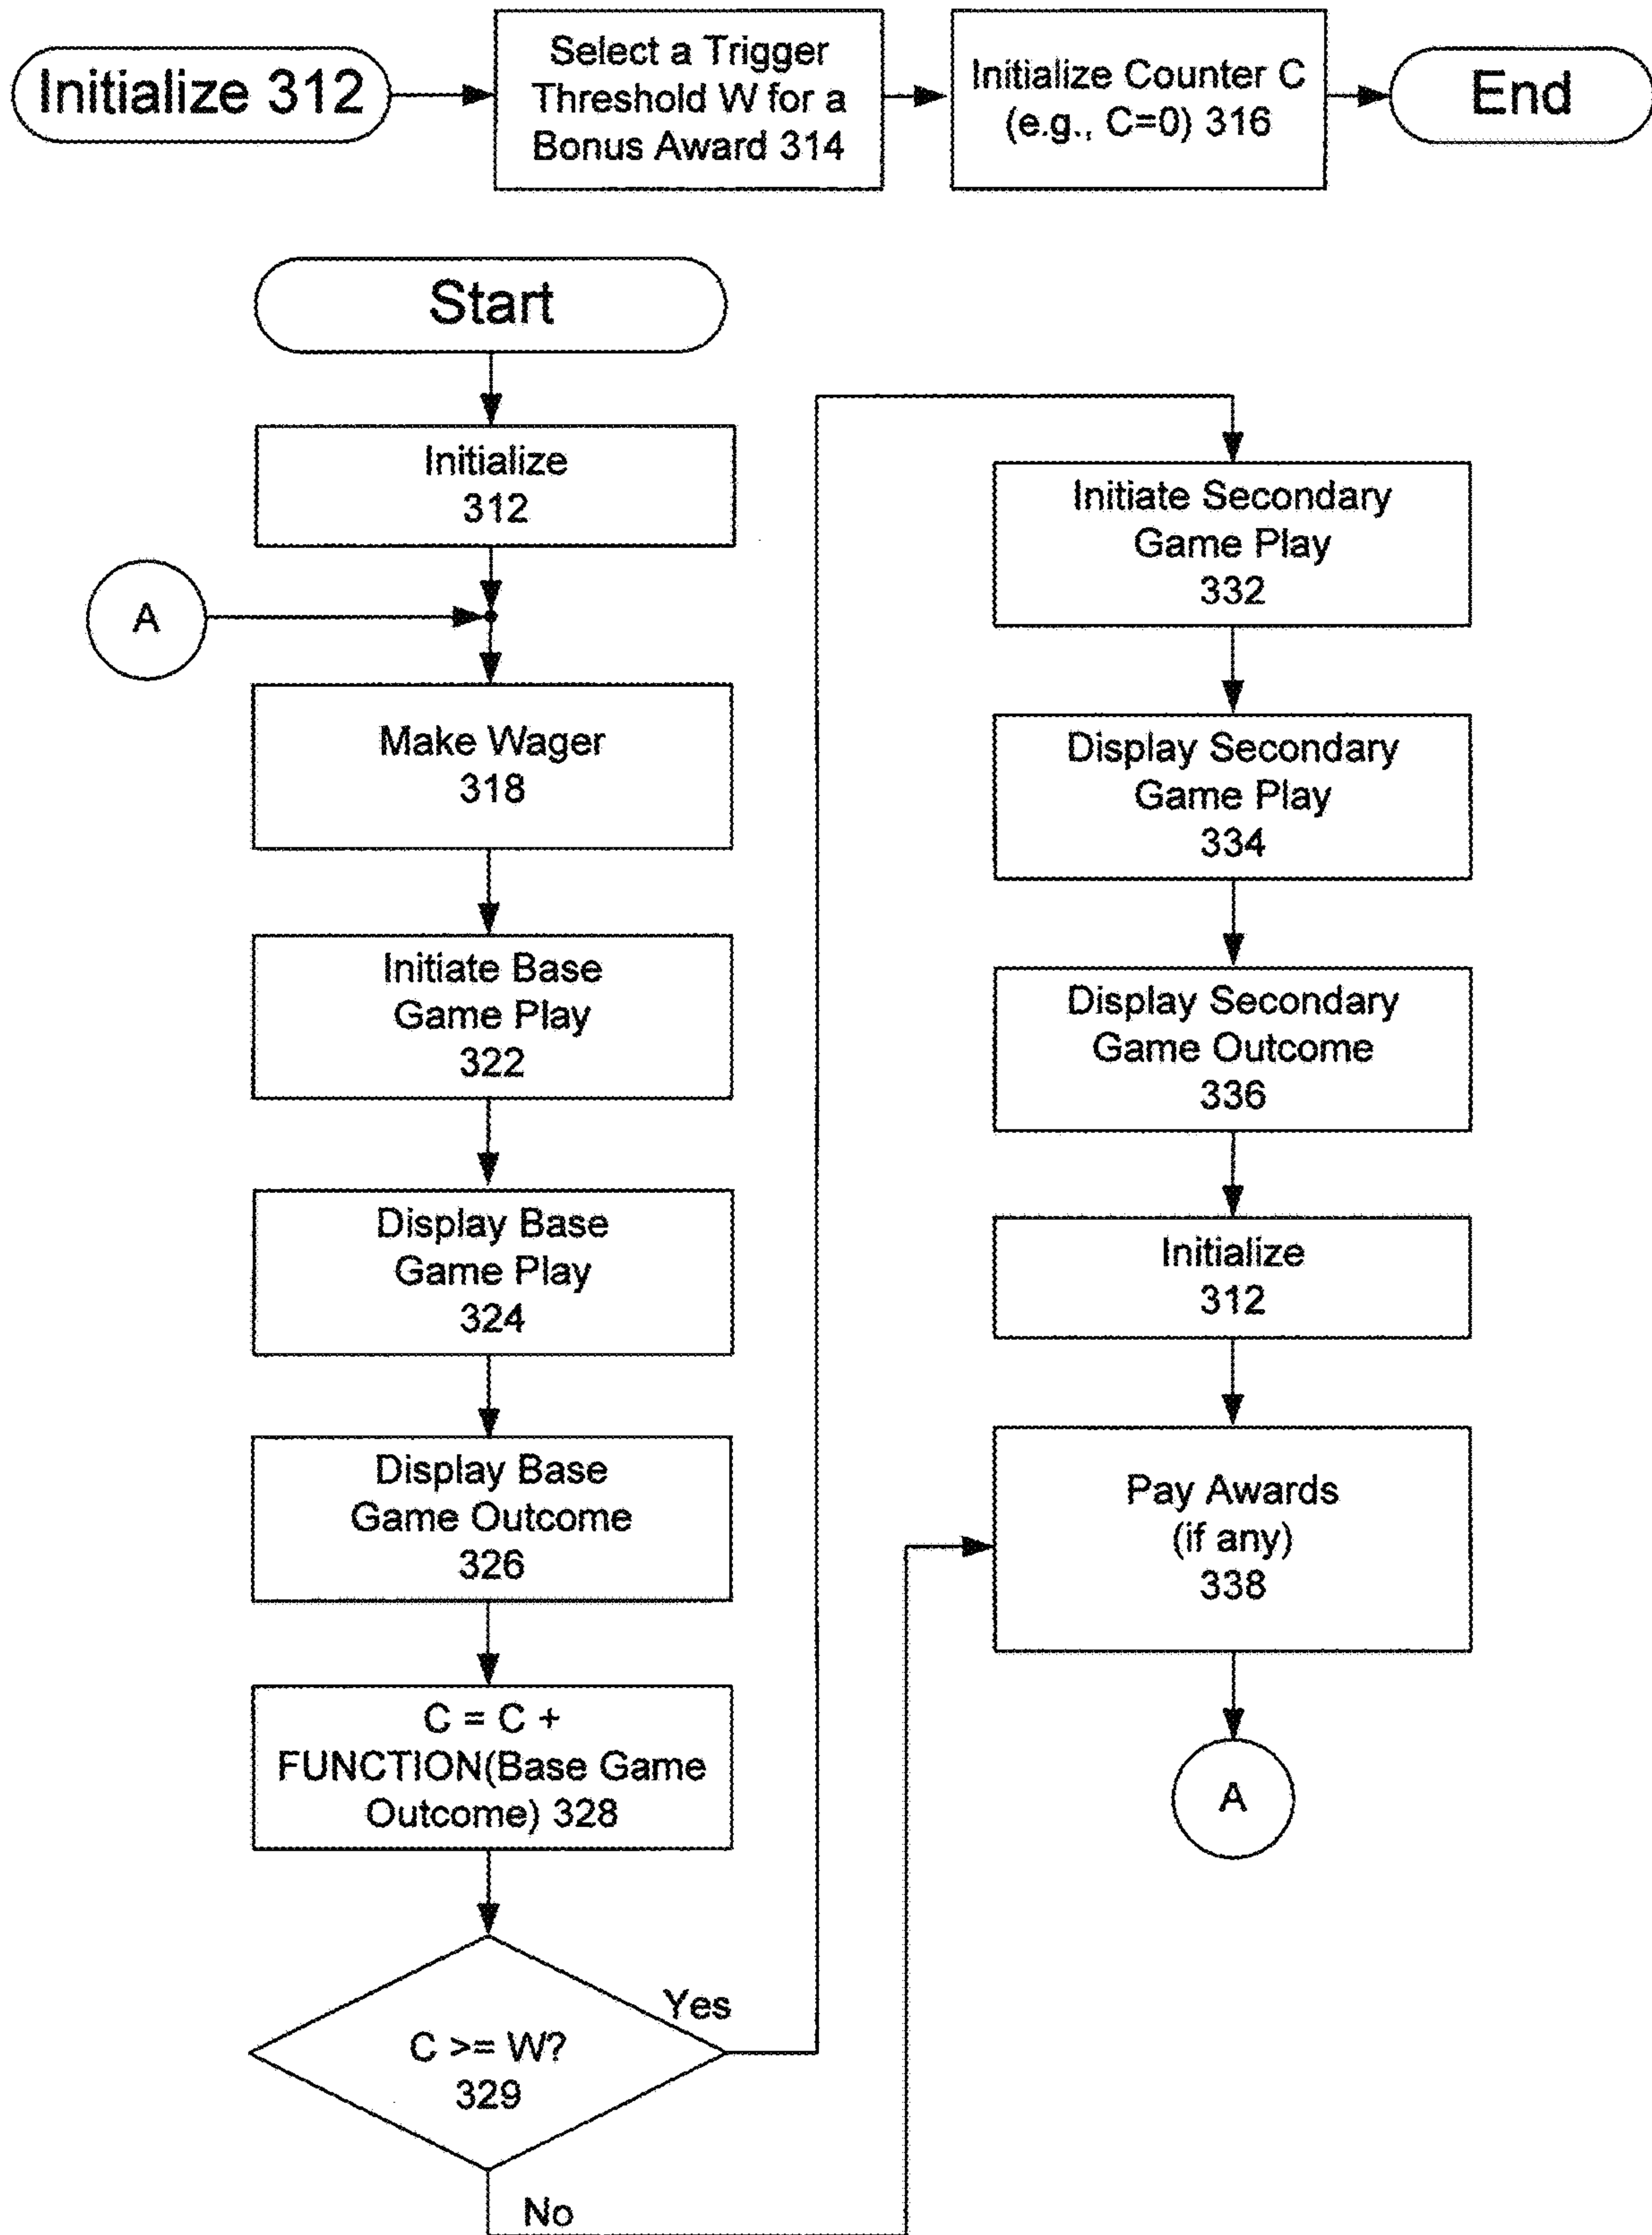 Initialize 312
Select a Trigger
Threshold W for a
Bonus Award 314
Initialize Counter C
(e.g., C=0) 316
End
Start
Initialize
312
A
Make Wager
318
Initiate Base
Game Play
322
Display Base
Game Play
324
Display Base
Game Outcome
326
C = C +
FUNCTION(Base Game
Outcome) 328
C >= W?
329
Yes
No
Initiate Secondary
Game Play
332
Display Secondary
Game Play
334
Display Secondary
Game Outcome
336
Initialize
312
Pay Awards
(if any)
338
A